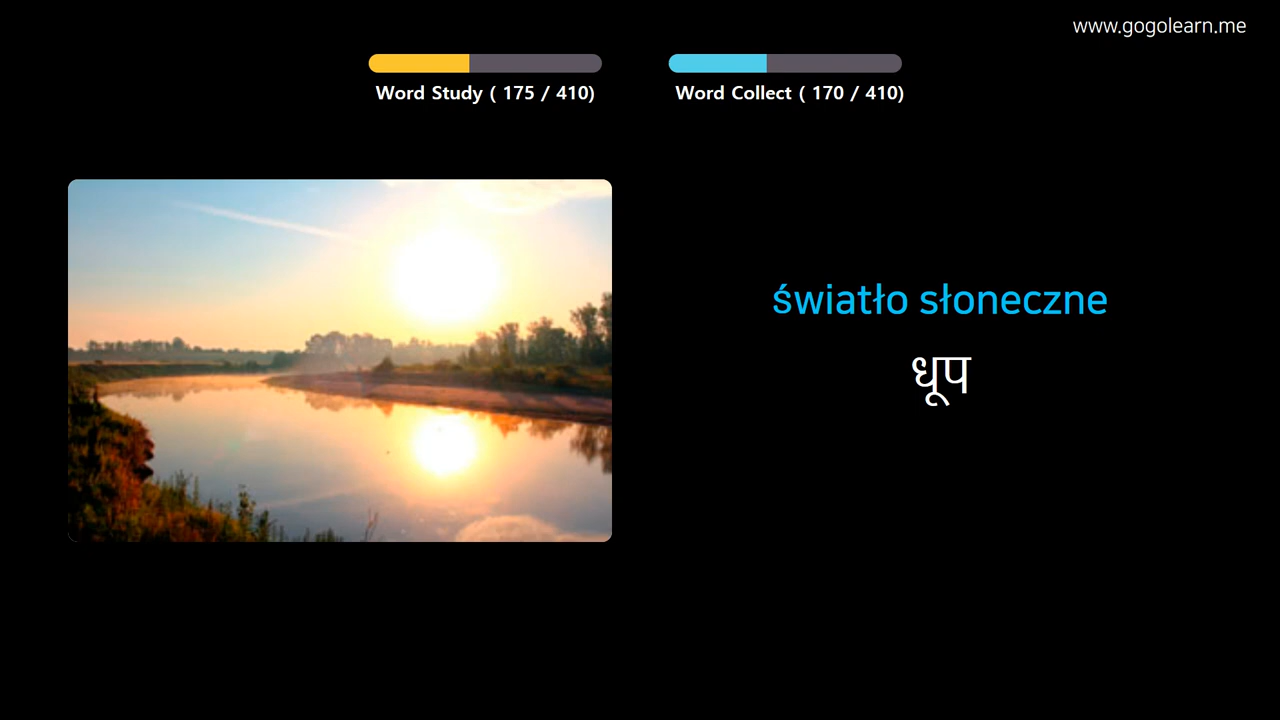 www.gogolearn.me
Word Study ( 175 / 410)
Word Collect ( 170 / 410)
światło słoneczne
धूप